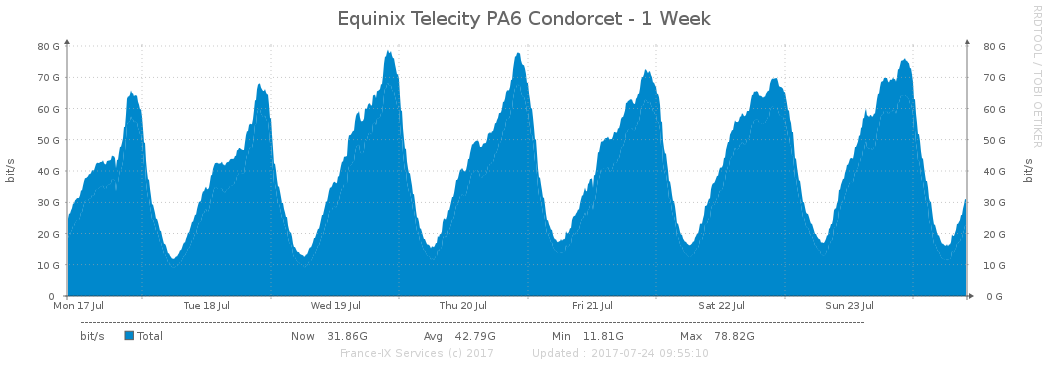 Equinix Telecity PA6 Condorcet - 1 Week
RRDTOOL / TOBI OETIKER
bit/s
80 G
70 G
60 G
50 G
40 G
30 G
20 G
10 G
0
80 G
70 G
60 G
50 G
40 G
30 G
20 G
10 G
0 G
bit/s
Mon 17 Jul Tue 18 Jul Wed 19 Jul Thu 20 Jul Fri 21 Jul Sat 22 Jul Sun 23 Jul
bit/s Total Now 31.86G Avg 42.79G Min 11.81G Max 78.82G
France-IX Services (c) 2017 Updated : 2017-07-24 09:55:10